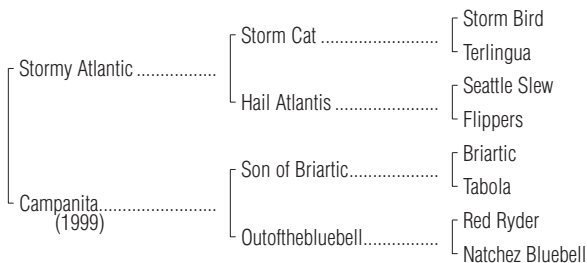 Storm Bird
Storm Cat ........................
Terlingua
Stormy Atlantic ................
Seattle Slew
Hail Atlantis .....................
Flippers
Briartic
Son of Briartic..................
Tabola
Campanita........................
(1999)
Red Ryder
Outofthebluebell...............
Natchez Bluebell